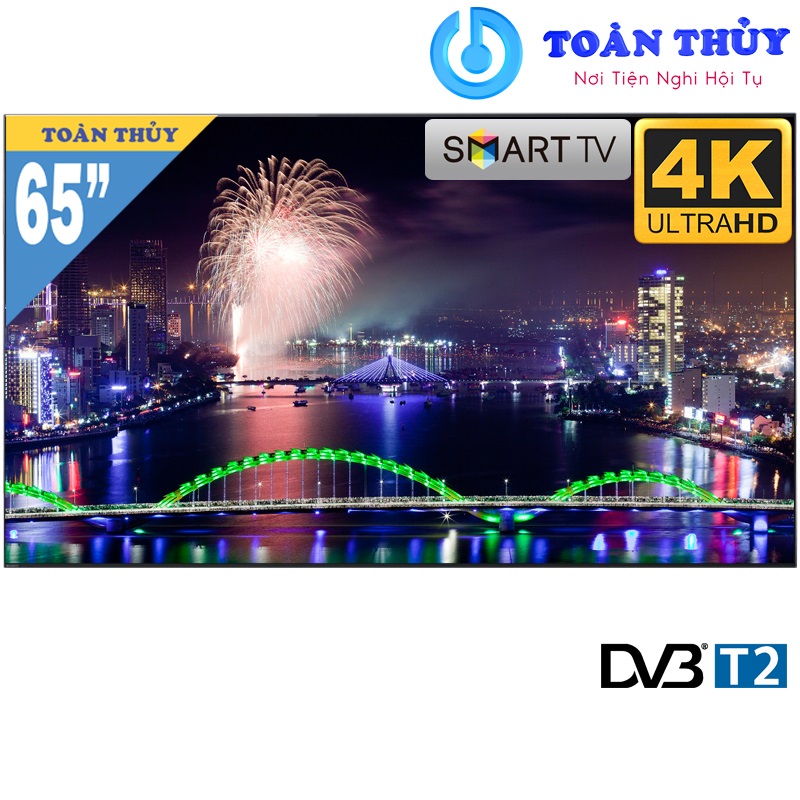 TOÀN THỦY
Nơi Tiện Nghi Hội Tụ
TOÀN THỦY
65”
SMART TV
4K
ULTRAHD
DVB® T2